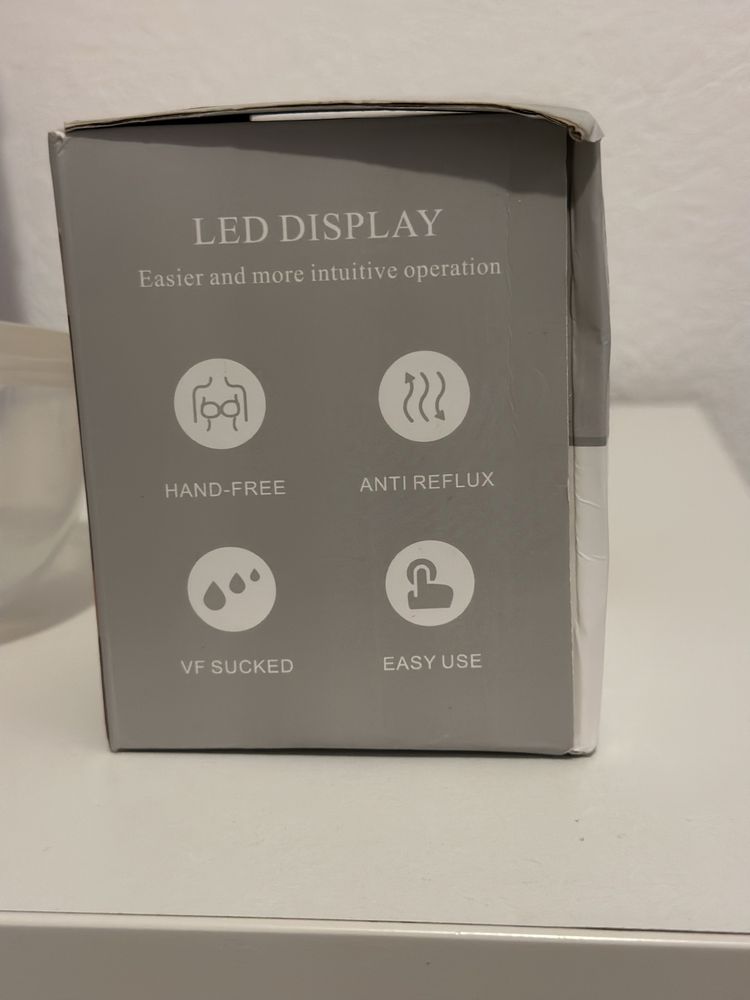 LED DISPLAY
Easier and more intuitive operation
HAND-FREE
ANTI REFLUX
VF SUCKED
EASY USE